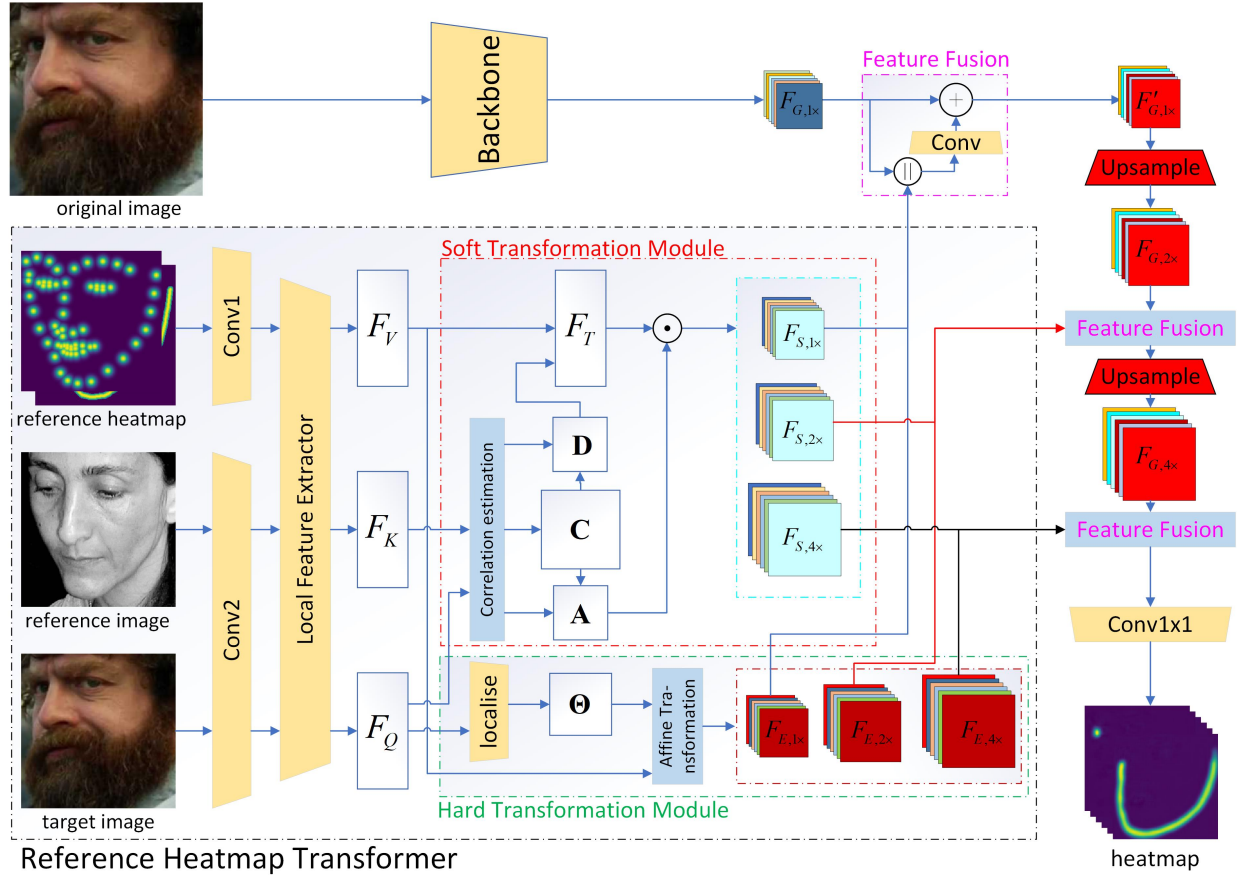 Backbone
Feature Fusion
F_{G,1×}
+
Conv
||
F'_{G,1×}
Upsample
F_{G,2×}
Feature Fusion
Upsample
F_{G,4×}
Feature Fusion
Conv1x1
heatmap
original image
reference heatmap
reference image
target image
Conv1
Conv2
Local Feature Extractor
F_V
F_K
F_Q
Soft Transformation Module
F_T
Correlation estimation
D
C
A
F_{S,1×}
F_{S,2×}
F_{S,4×}
localise
Θ
Affine Tra-
nsformation
F_{E,1×}
F_{E,2×}
F_{E,4×}
Hard Transformation Module
Reference Heatmap Transformer